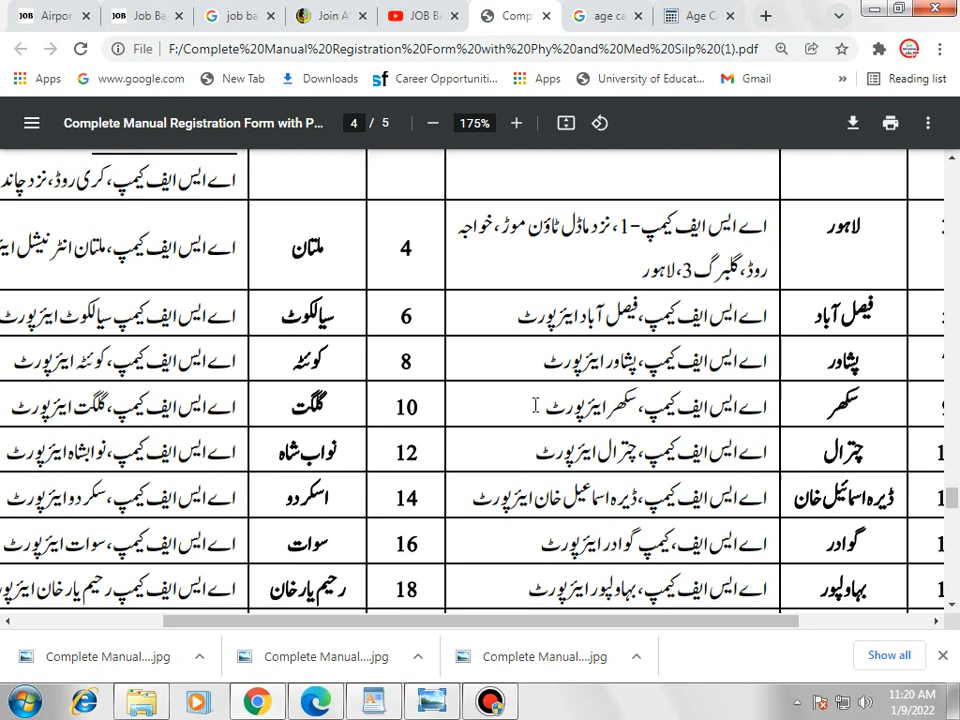 Airpor
Job Ba
job ba
Join A
JOB BA
Comp
age ca
Age C
File F:/Complete%20Manual%20Registration%20Form%20with%20Phy%20and%20Med%20Silp%20(1).pdf
Apps www.google.com New Tab Downloads Career Opportuniti... Apps University of Educat... Gmail » Reading list
Complete Manual Registration Form with P... 4 / 5 175%
اے ایس ایف کیمپ، کری روڈ، نزد چاند
لاہور اے ایس ایف کیمپ-1، نزد ماڈل ٹاؤن موڑ، خواجہ
روڈ، گلبرگ 3، لاہور
4 ملتان اے ایس ایف کیمپ، ملتان انٹرنیشل ایئر
فیصل آباد اے ایس ایف کیمپ، فیصل آباد ایئرپورٹ 6 سیالکوٹ اے ایس ایف کیمپ سیالکوٹ ایئرپورٹ
پشاور اے ایس ایف کیمپ، پشاور ایئرپورٹ 8 کوئٹہ اے ایس ایف کیمپ، کوئٹہ ایئرپورٹ
سکھر اے ایس ایف کیمپ، سکھر ایئرپورٹ 10 گلگت اے ایس ایف کیمپ، گلگت ایئرپورٹ
چترال اے ایس ایف کیمپ، چترال ایئرپورٹ 12 نواب شاہ اے ایس ایف کیمپ، نوابشاہ ایئرپورٹ
ڈیرہ اسمائیل خان اے ایس ایف کیمپ، ڈیرہ اسماعیل خان ایئرپورٹ 14 اسکردو اے ایس ایف کیمپ، سکردو ایئرپورٹ
گوادر اے ایس ایف، کیمپ گوادر ایئرپورٹ 16 سوات اے ایس ایف کیمپ، سوات ایئرپورٹ
بہاولپور اے ایس ایف کیمپ، بہاولپور ایئرپورٹ 18 رحیم یار خان اے ایس ایف کیمپ رحیم یار خان ایئرپو
Complete Manual....jpg Complete Manual....jpg Complete Manual....jpg Show all
11:20 AM
1/9/2022